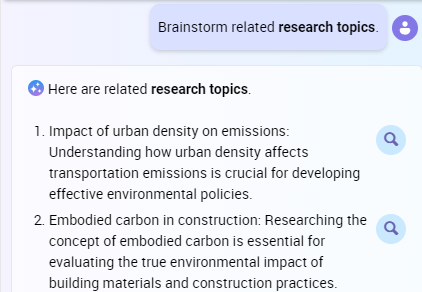 Brainstorm related research topics.
Here are related research topics.
1. Impact of urban density on emissions:
Understanding how urban density affects
transportation emissions is crucial for developing
effective environmental policies.
2. Embodied carbon in construction: Researching the
concept of embodied carbon is essential for
evaluating the true environmental impact of
building materials and construction practices.